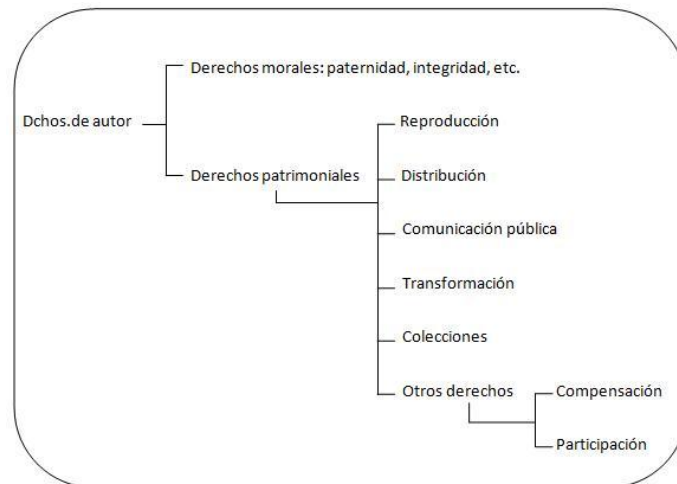 Derechos morales: paternidad, integridad, etc.
Dchos.de autor
Reproducción
Derechos patrimoniales
Distribución
Comunicación pública
Transformación
Colecciones
Otros derechos
Compensación
Participación